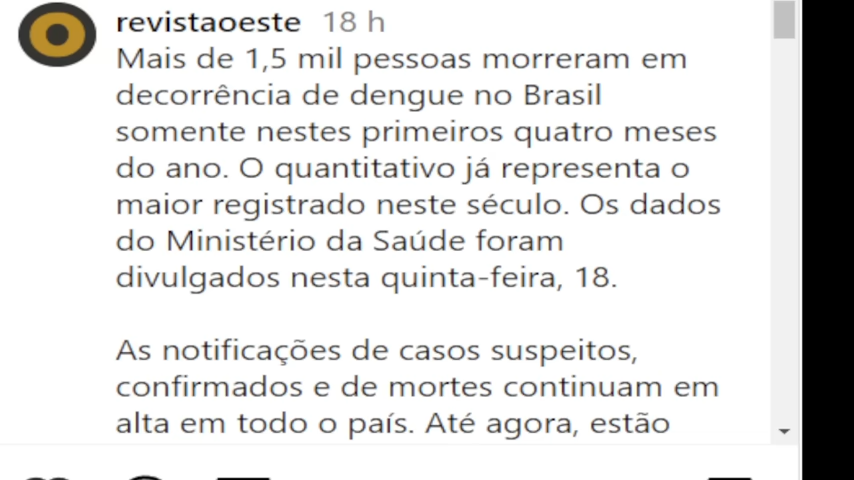 revistaoeste 18 h
Mais de 1,5 mil pessoas morreram em
decorrência de dengue no Brasil
somente nestes primeiros quatro meses
do ano. O quantitativo já representa o
maior registrado neste século. Os dados
do Ministério da Saúde foram
divulgados nesta quinta-feira, 18.
As notificações de casos suspeitos,
confirmados e de mortes continuam em
alta em todo o país. Até agora, estão